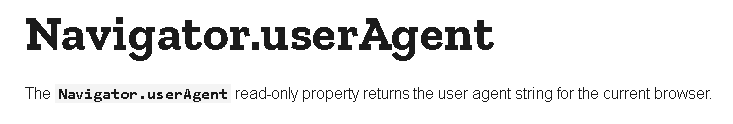 Navigator.userAgent
The Navigator.userAgent read-only property returns the user agent string for the current browser.